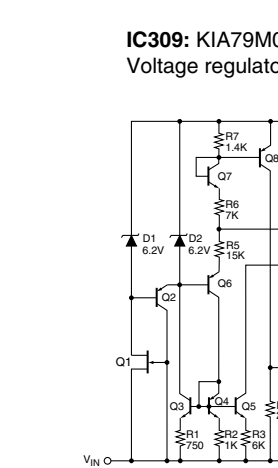 IC309: KIA79M0
Voltage regulato
R7
1.4K
Q8
Q7
R6
7K
D1
6.2V
D2
6.2V
R5
15K
Q6
Q2
Q1
Q3
Q4
Q5
R1
750
R2
1K
R3
6K
VIN